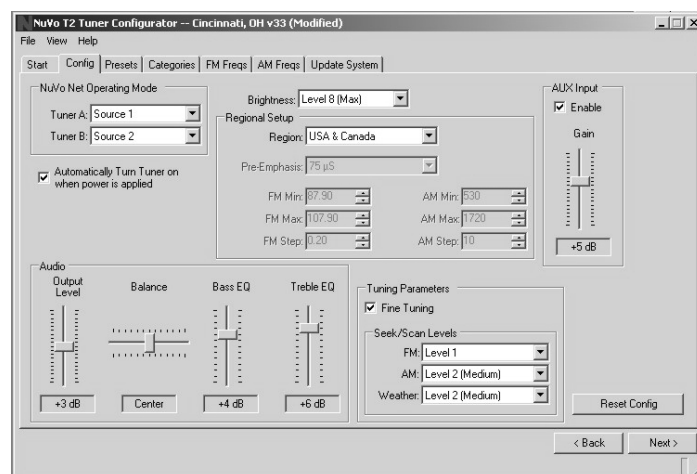 NuVo T2 Tuner Configurator -- Cincinnati, OH v33 (Modified)
File View Help
Start Config Presets Categories FM Freqs AM Freqs Update System
NuVo Net Operating Mode
Tuner A: Source 1
Tuner B: Source 2
Automatically Turn Tuner on
when power is applied
Brightness: Level 8 (Max)
Regional Setup
Region: USA & Canada
Pre-Emphasis: 75 µS
FM Min: 87.90 AM Min: 530
FM Max: 107.90 AM Max: 1720
FM Step: 0.20 AM Step: 10
AUX Input
Enable
Gain
+5 dB
Audio
Output
Level
Balance
Bass EQ
Treble EQ
+3 dB
Center
+4 dB
+6 dB
Tuning Parameters
Fine Tuning
Seek/Scan Levels
FM: Level 1
AM: Level 2 (Medium)
Weather: Level 2 (Medium)
Reset Config
< Back
Next >